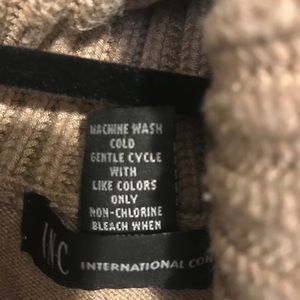 MACHINE WASH
COLD
GENTLE CYCLE
WITH
LIKE COLORS
ONLY
NON-CHLORINE
BLEACH WHEN
INC
INTERNATIONAL CON